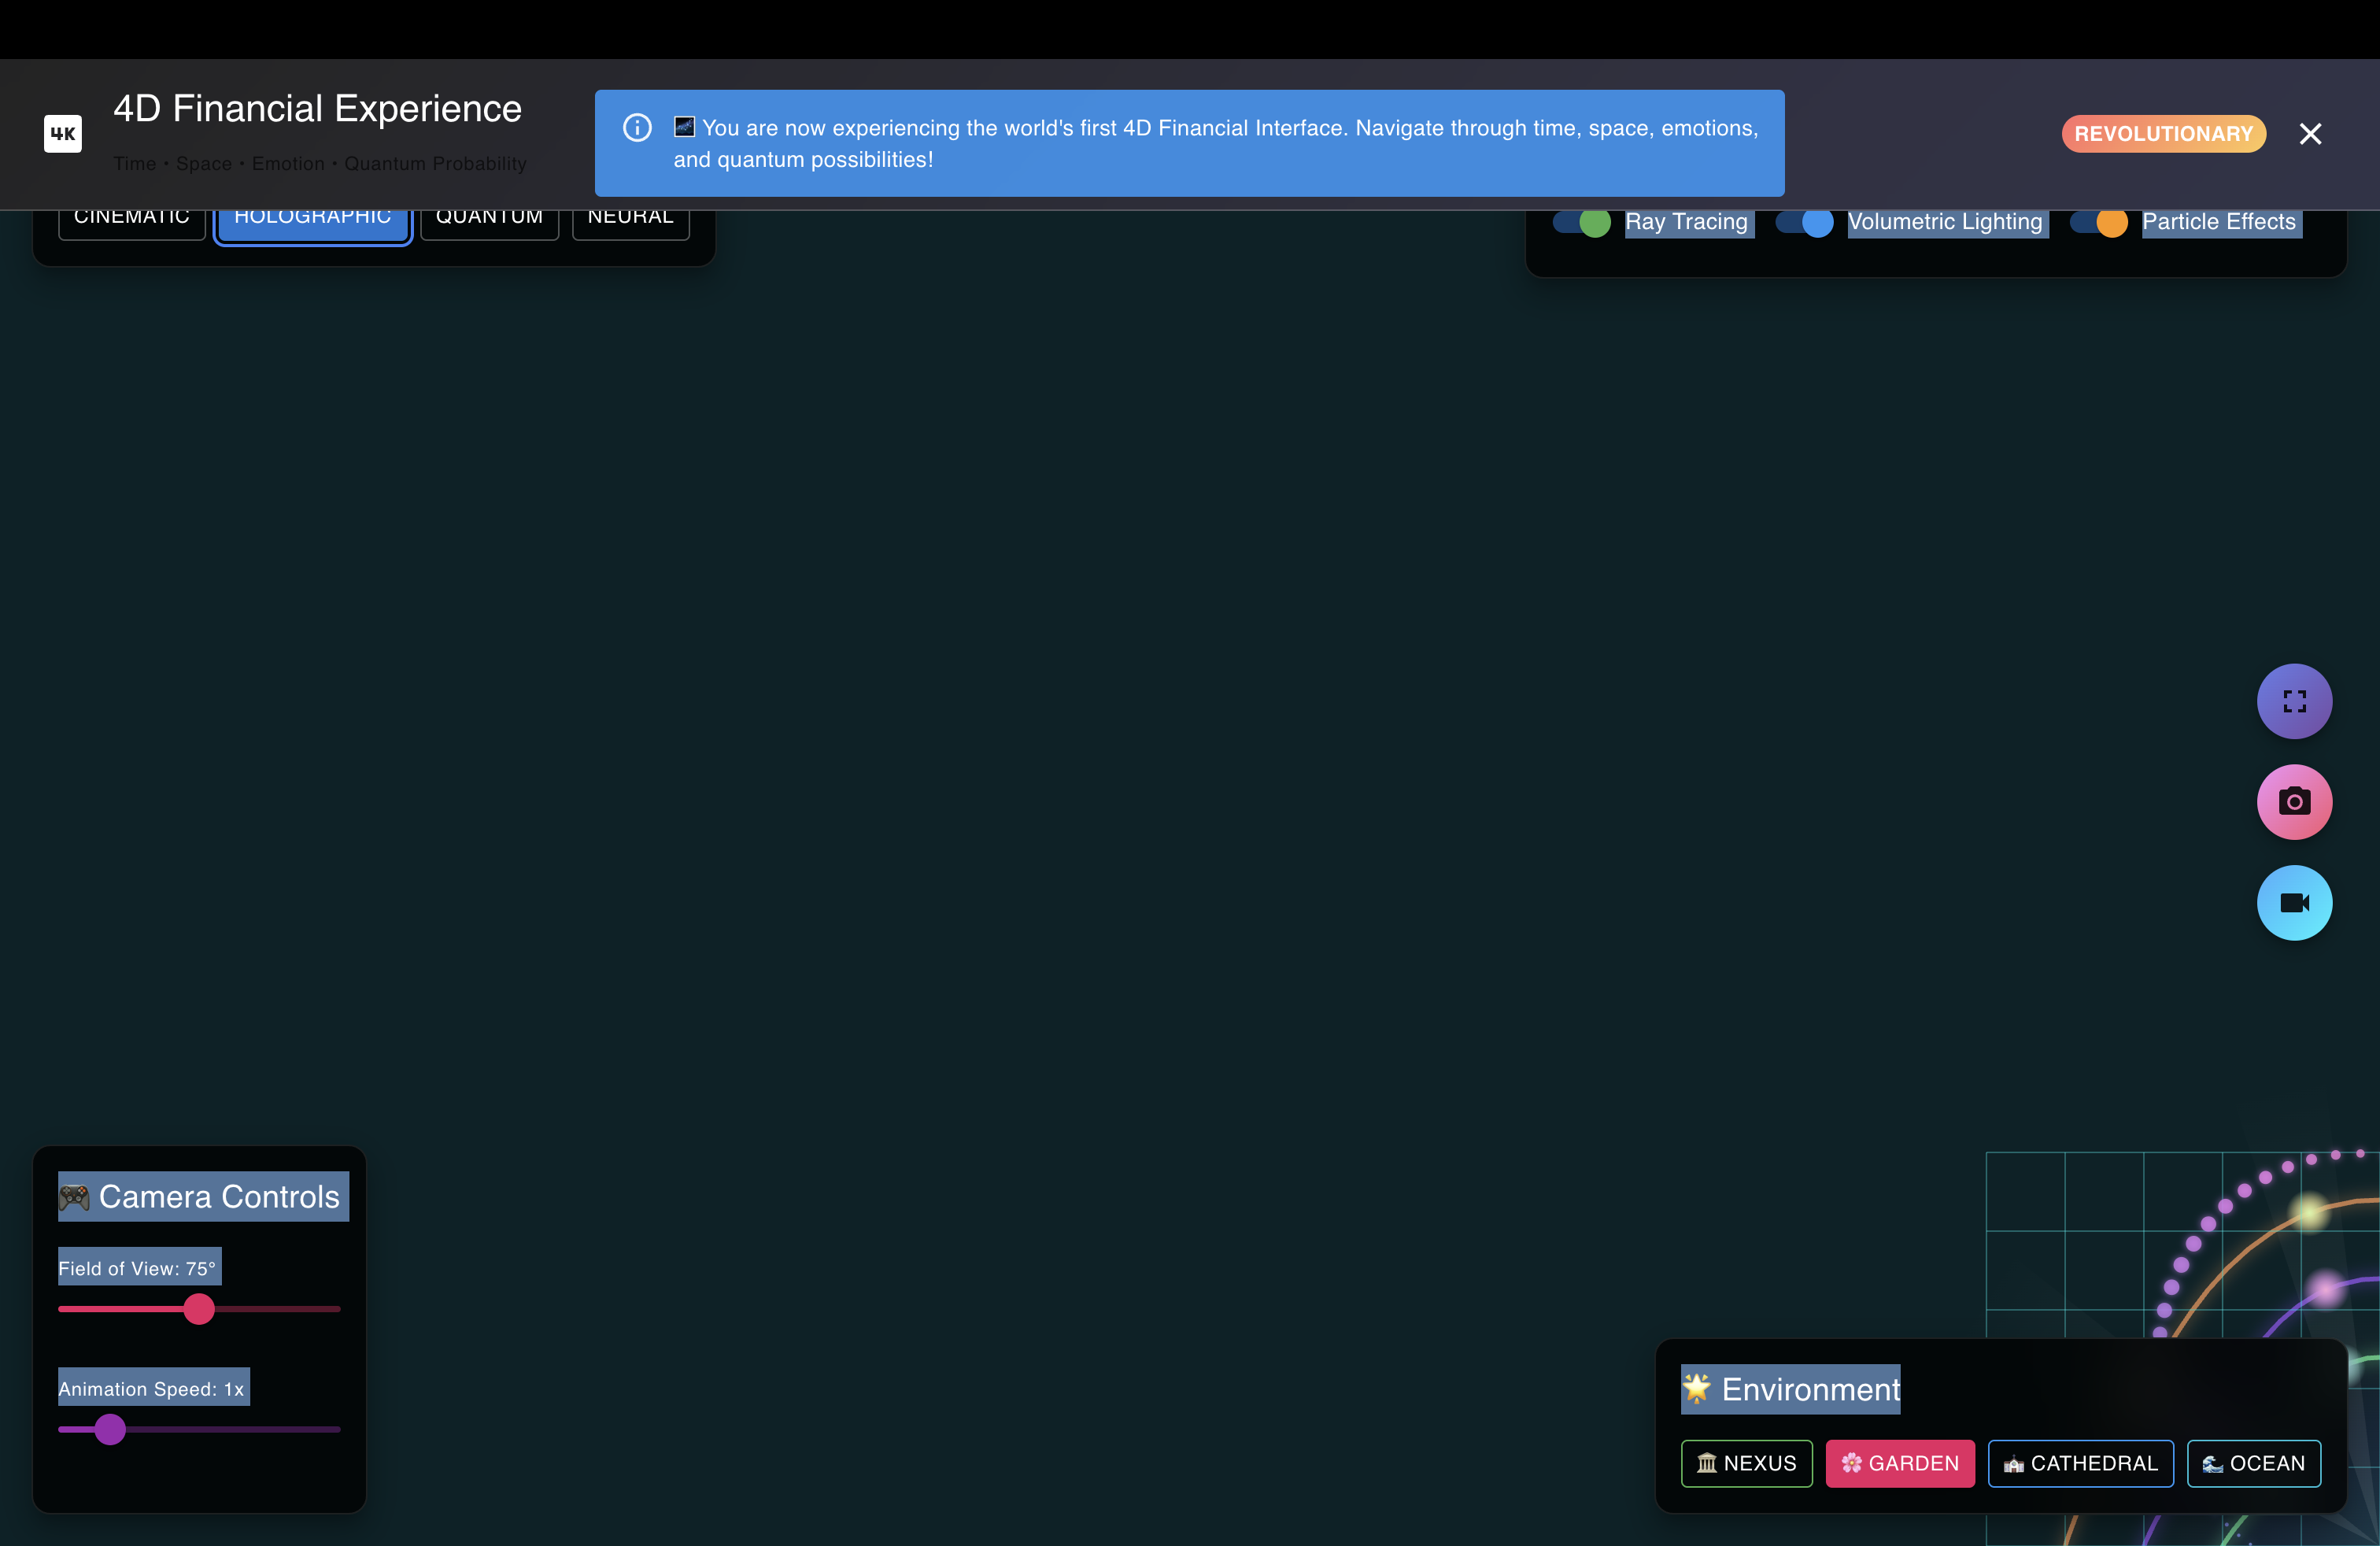 4K
4D Financial Experience
Time • Space • Emotion • Quantum Probability
🌌 You are now experiencing the world's first 4D Financial Interface. Navigate through time, space, emotions,
and quantum possibilities!
REVOLUTIONARY
CINEMATIC HOLOGRAPHIC QUANTUM NEURAL
Ray Tracing Volumetric Lighting Particle Effects
🎮 Camera Controls
Field of View: 75°
Animation Speed: 1x
🌟 Environment
🏛️ NEXUS 🌸 GARDEN ⛪ CATHEDRAL 🌊 OCEAN